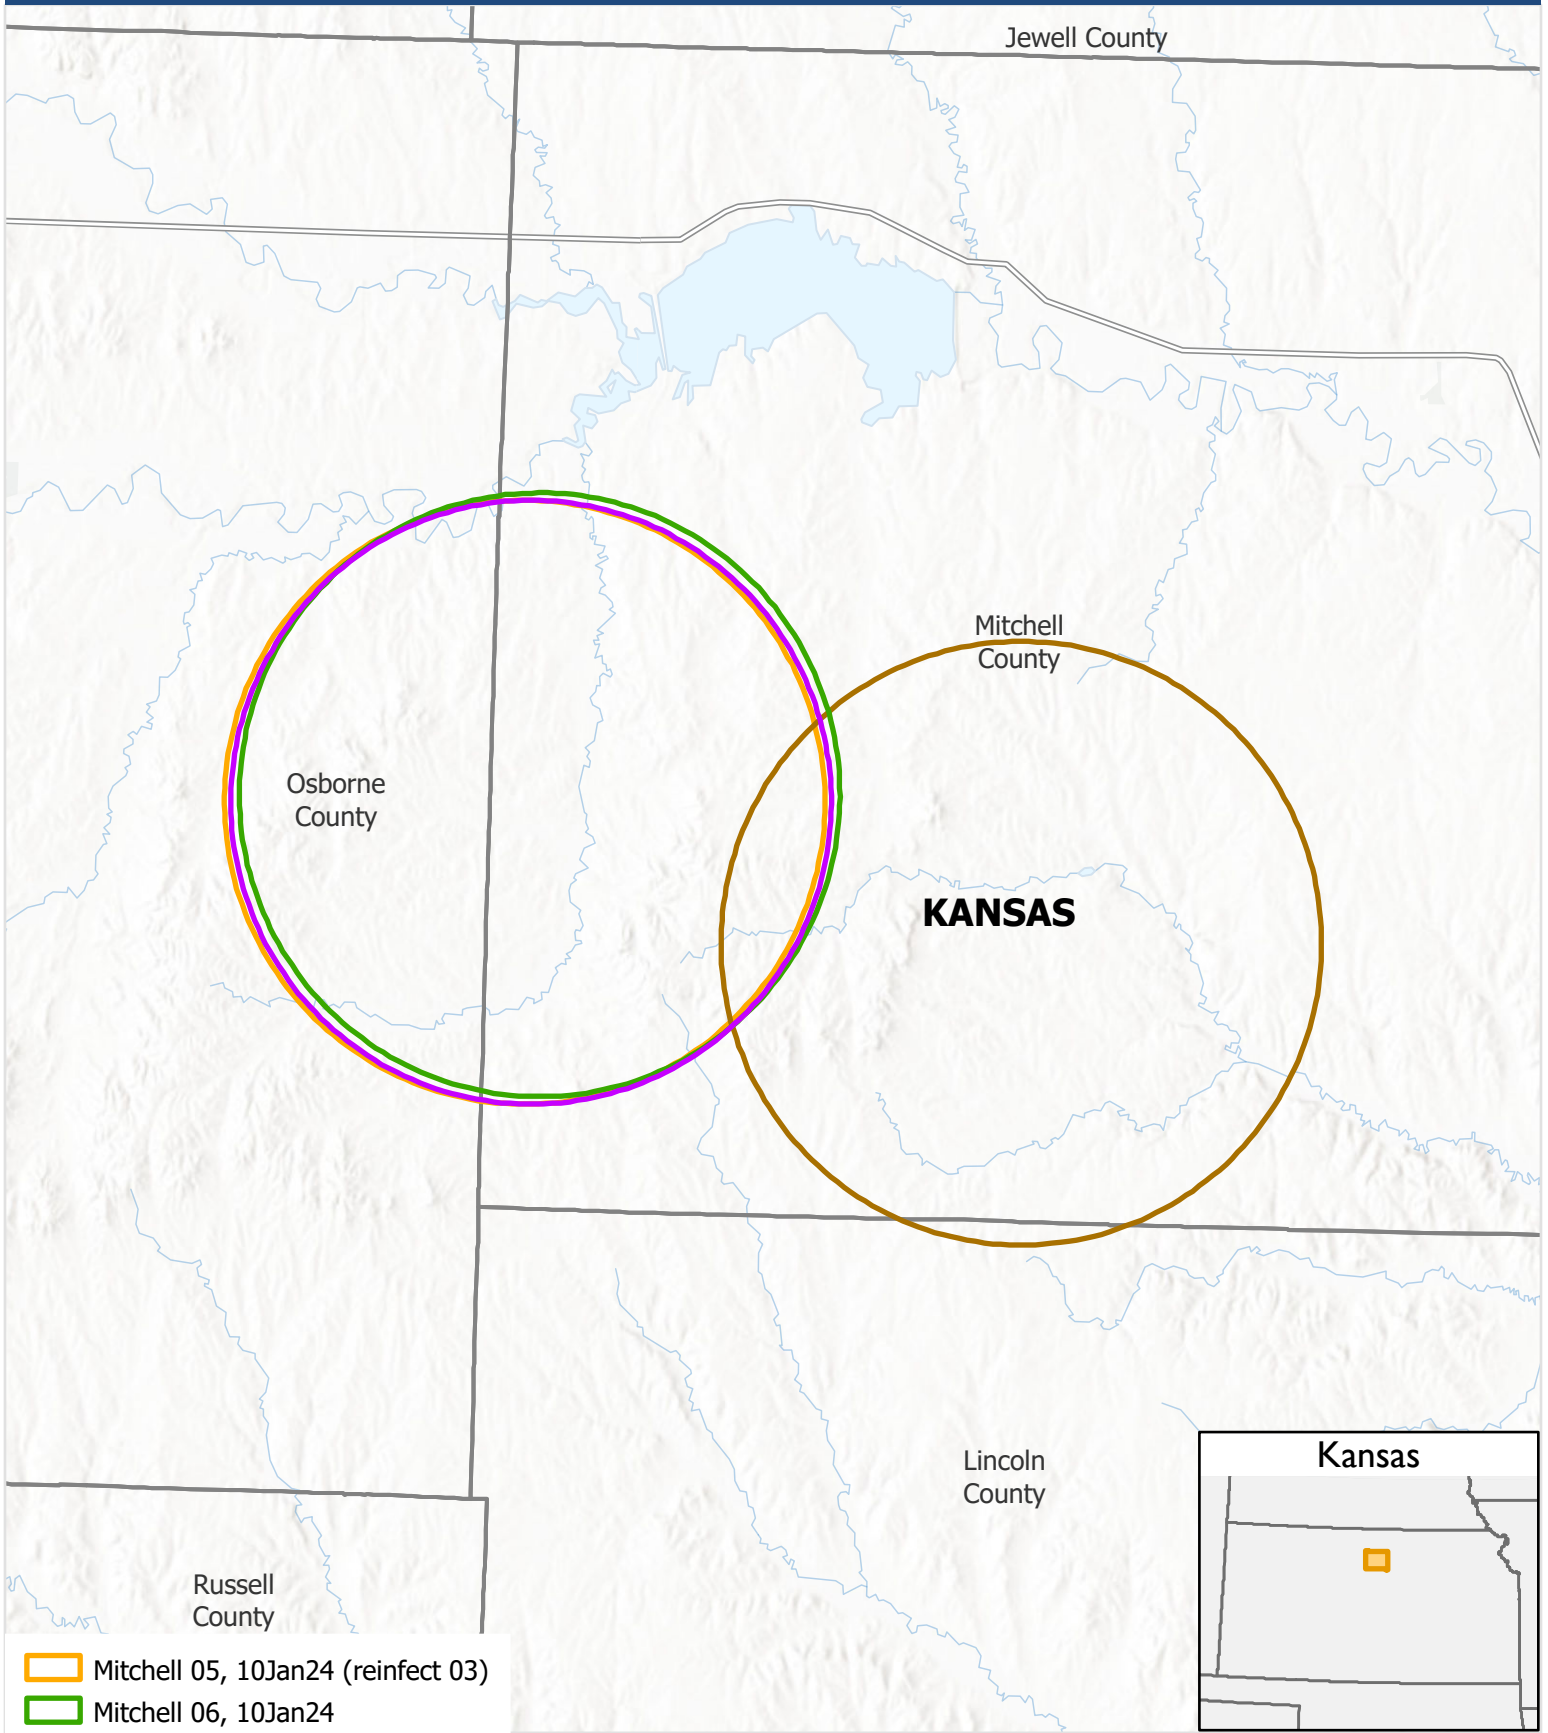 Jewell County
Mitchell
County
Osborne
County
KANSAS
Lincoln
County
Kansas
Russell
County
Mitchell 05, 10Jan24 (reinfect 03)
Mitchell 06, 10Jan24